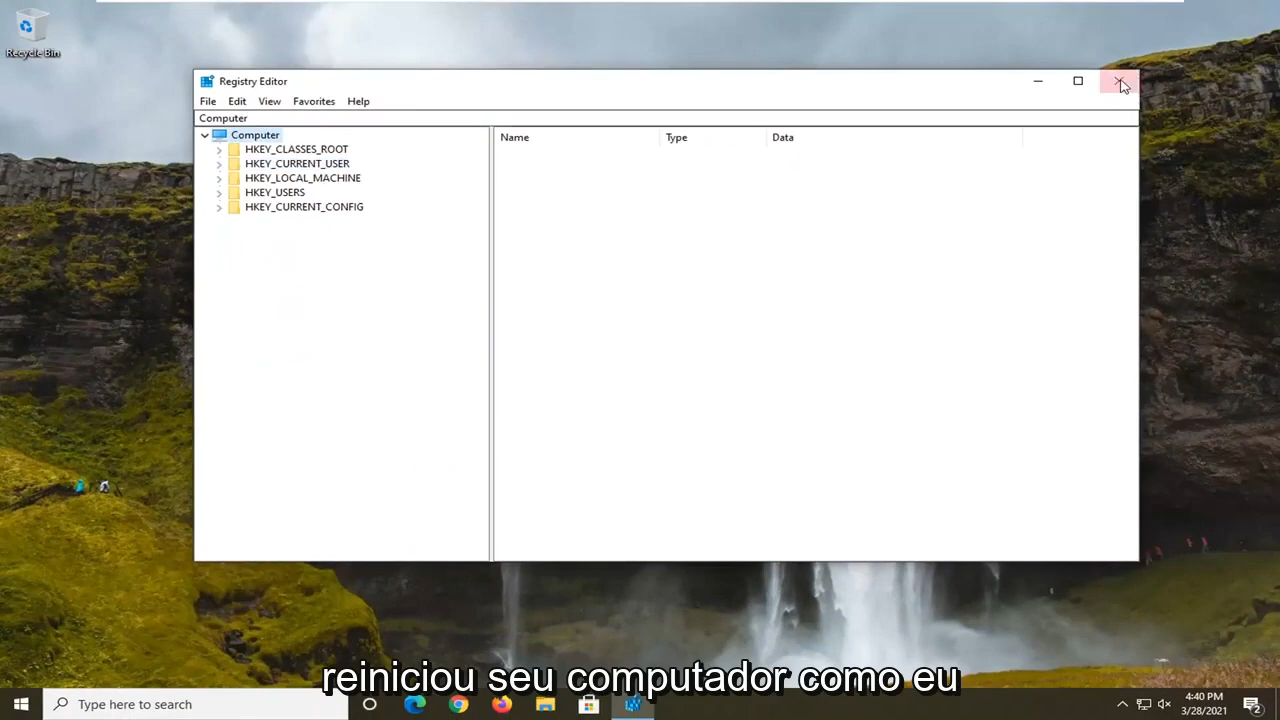 Recycle Bin
Registry Editor
File Edit View Favorites Help
Computer
Computer
HKEY_CLASSES_ROOT
HKEY_CURRENT_USER
HKEY_LOCAL_MACHINE
HKEY_USERS
HKEY_CURRENT_CONFIG
Name Type Data
reiniciou seu computador como eu
Type here to search
4:40 PM
3/28/2021
2